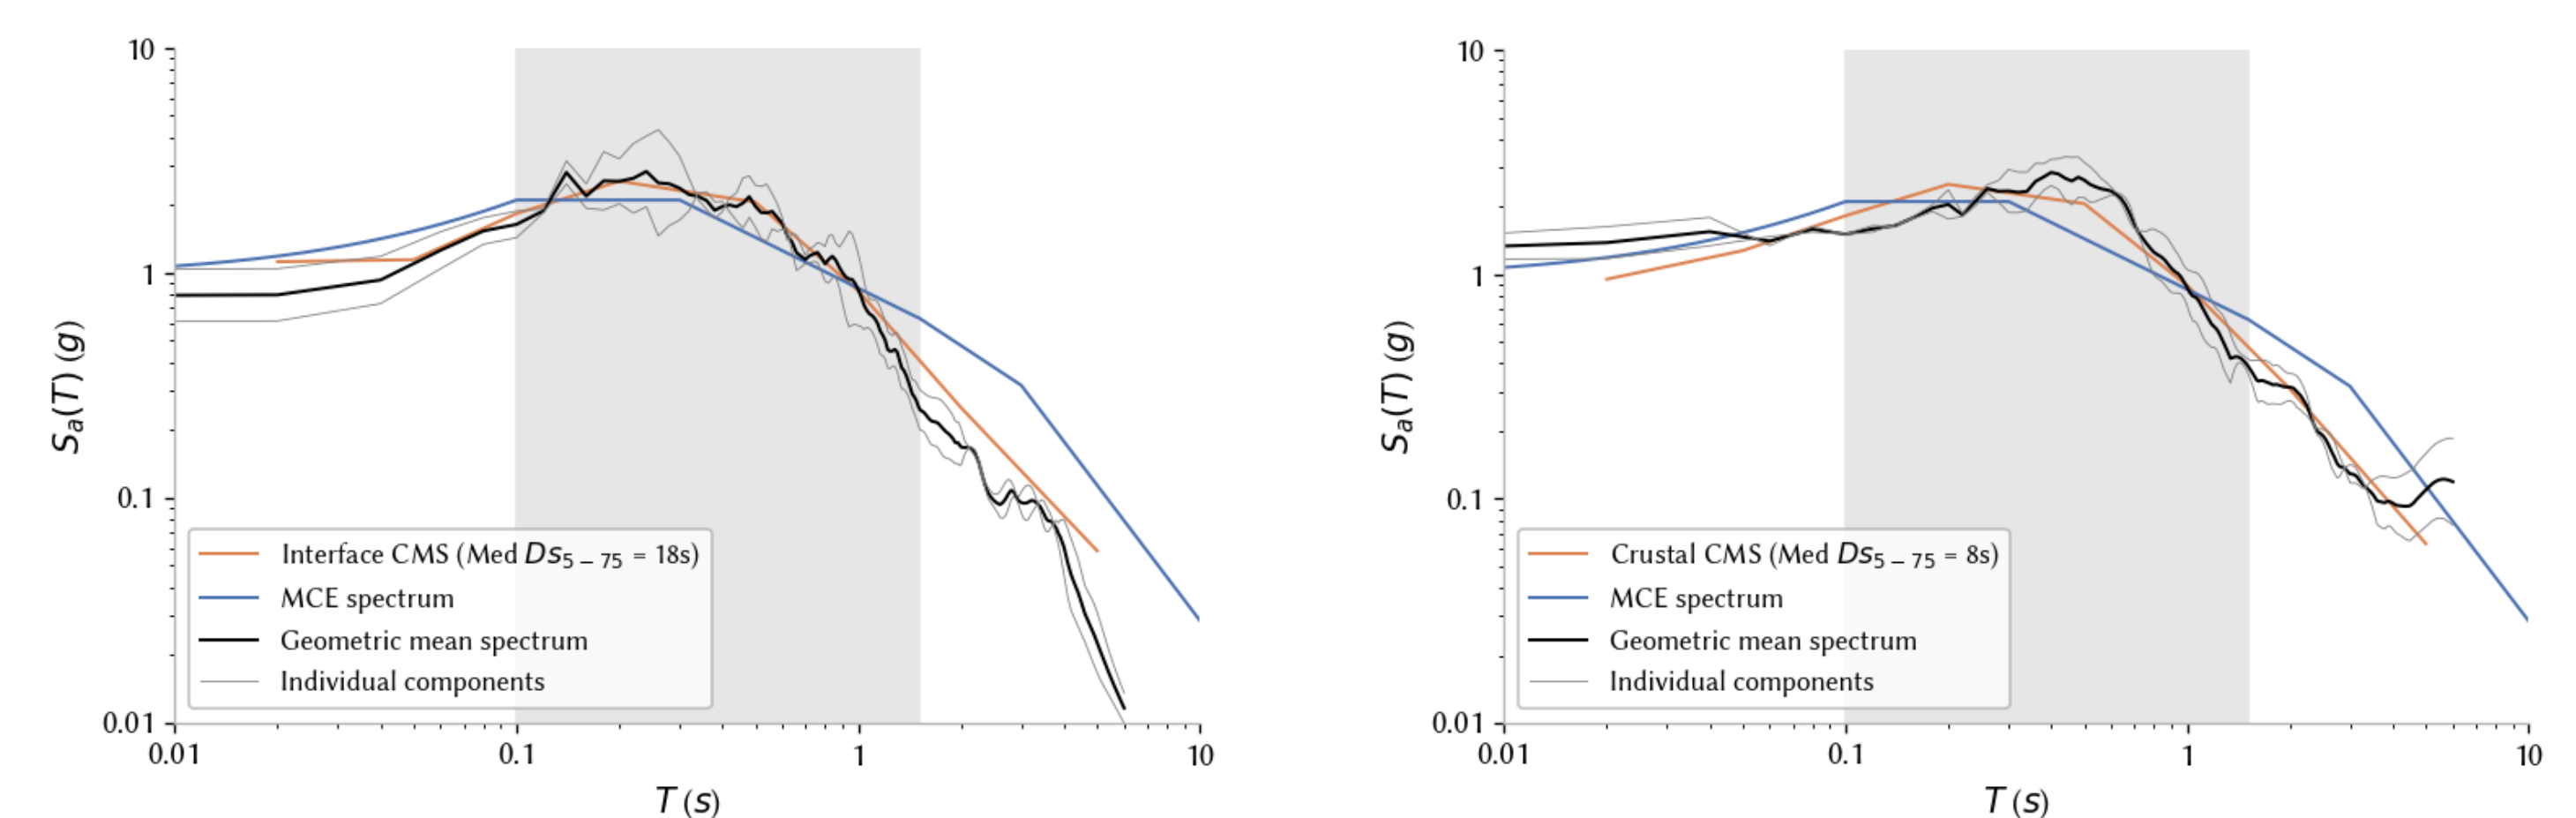 10
1
0.1
0.01
Sa(T) (g)
Interface CMS (Med Ds5 – 75 = 18s)
MCE spectrum
Geometric mean spectrum
Individual components
0.01 0.1 1 10
T (s)
10
1
0.1
0.01
Sa(T) (g)
Crustal CMS (Med Ds5 – 75 = 8s)
MCE spectrum
Geometric mean spectrum
Individual components
0.01 0.1 1 10
T (s)